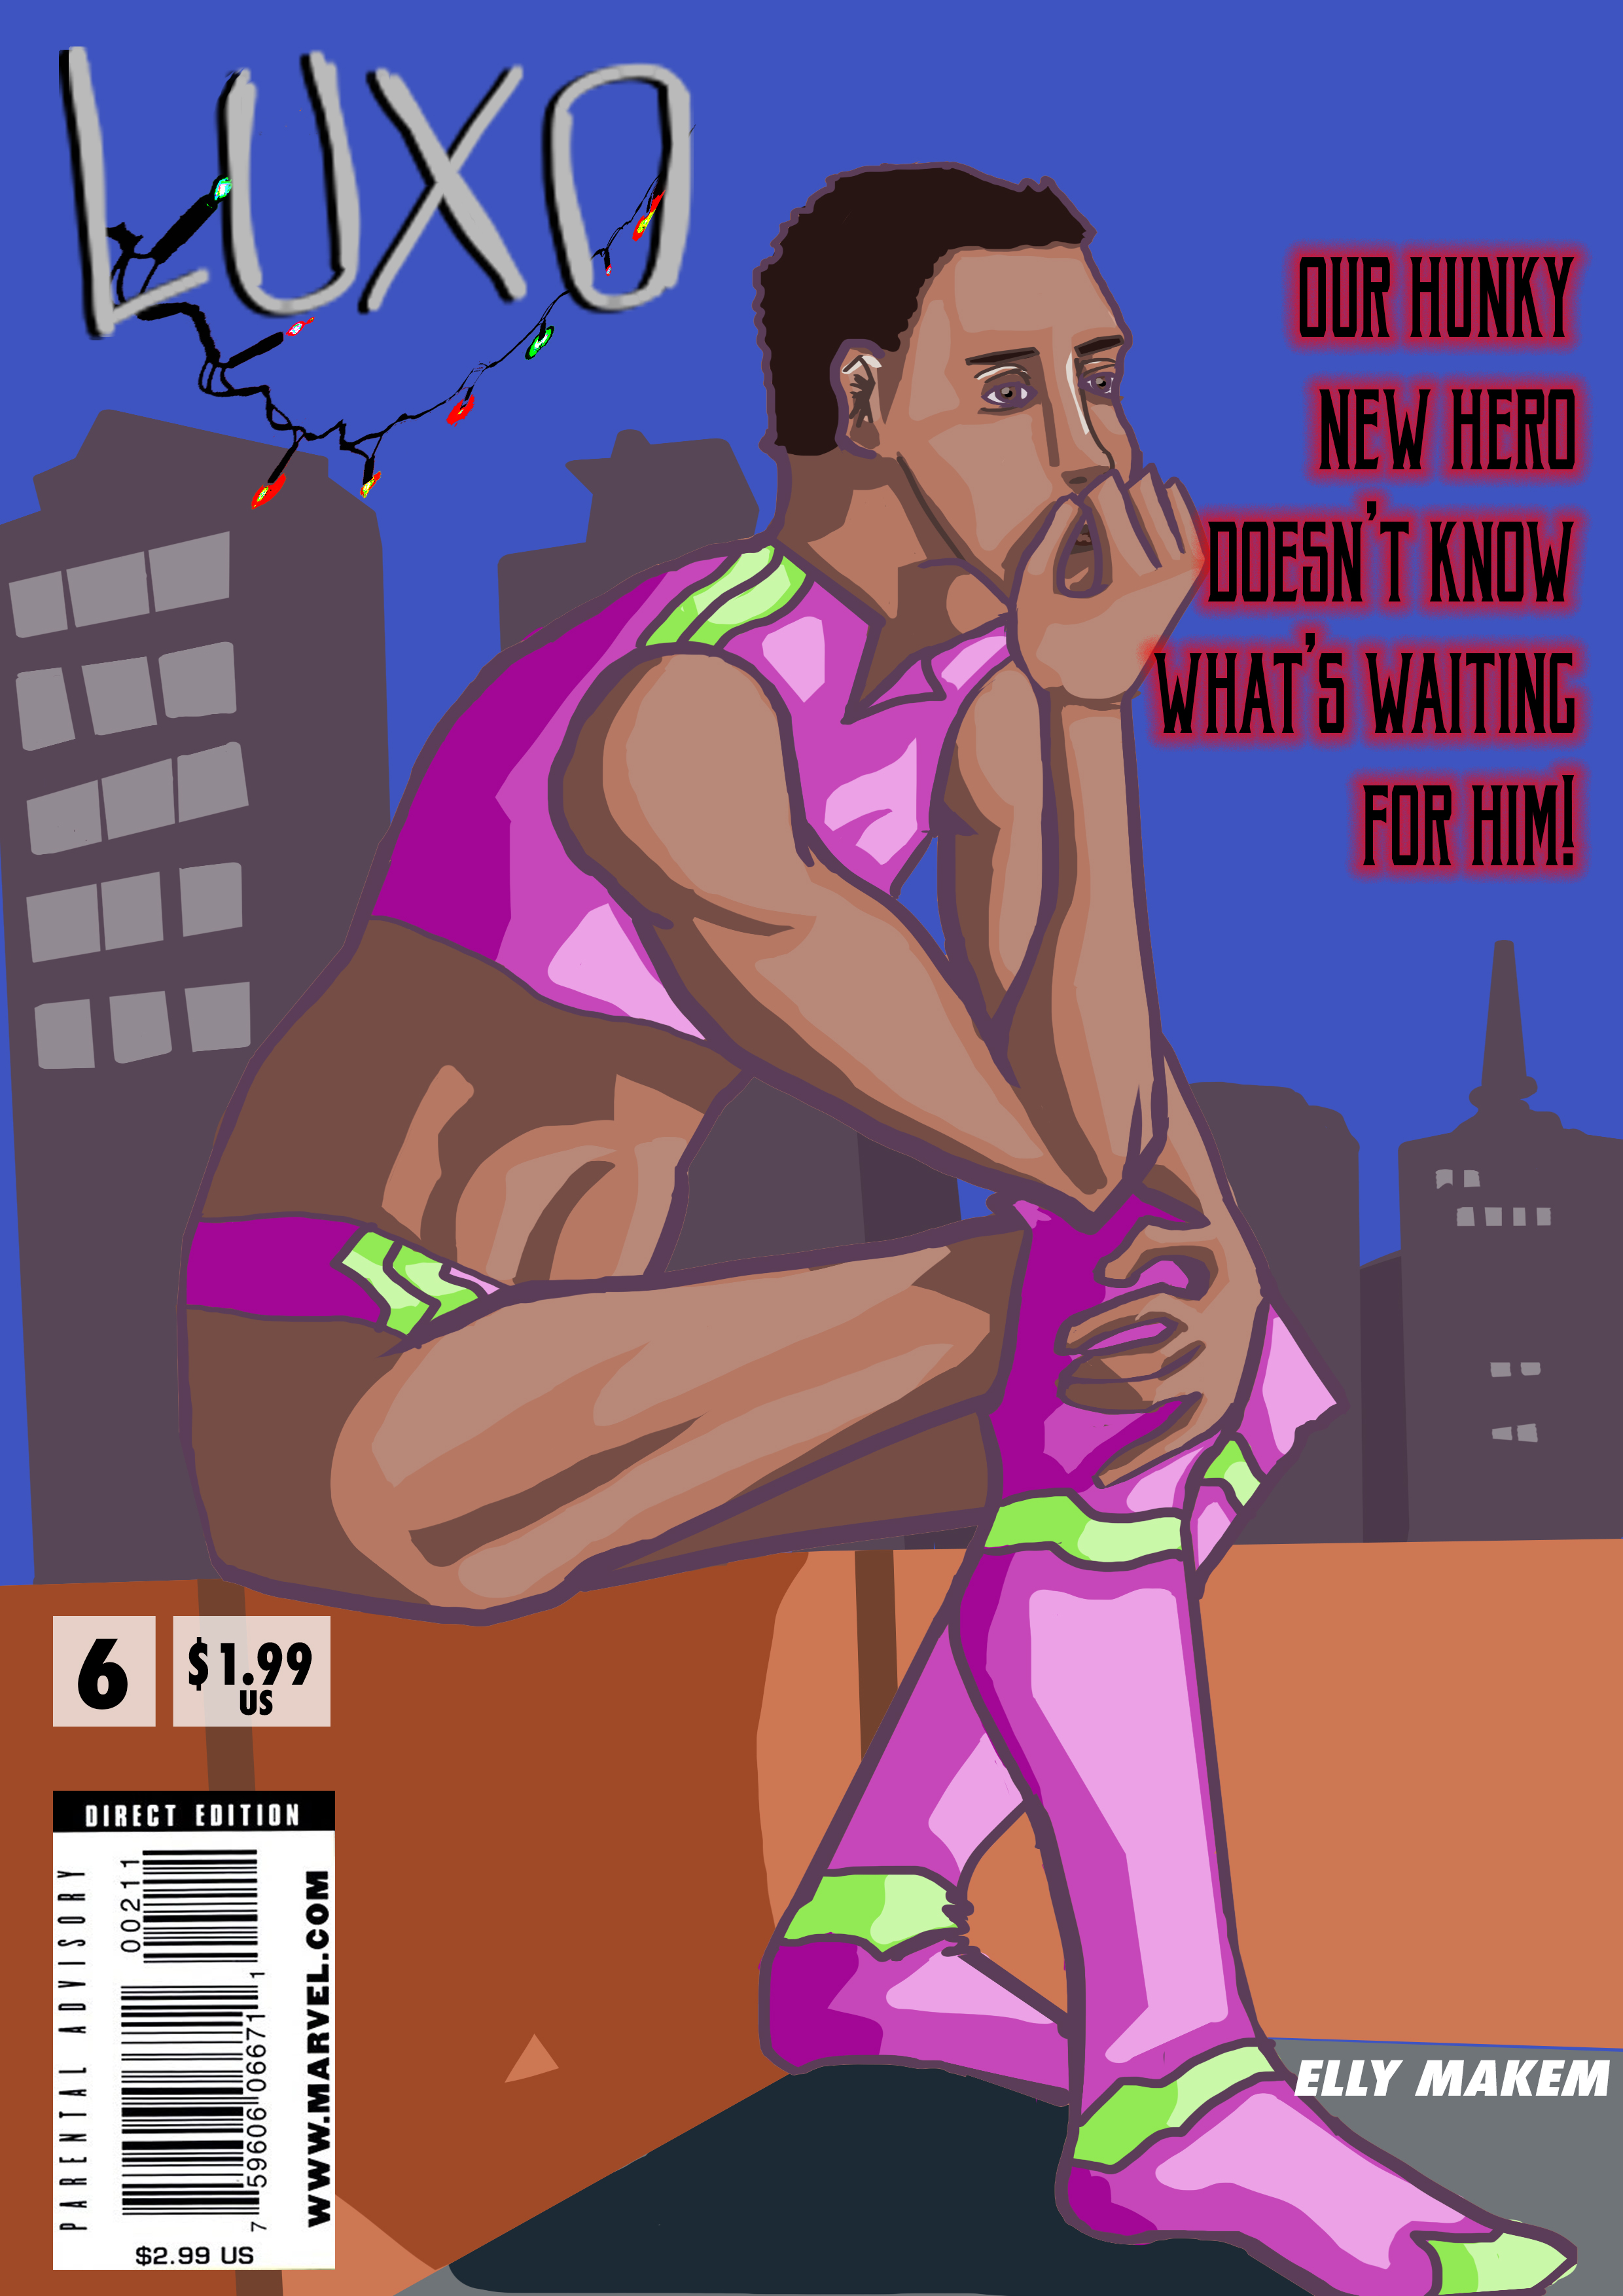 LUXO
OUR HUNKY
NEW HERO
DOESN'T KNOW
WHAT'S WAITING
FOR HIM!
6
$1.99
US
DIRECT EDITION
PARENTAL ADVISORY
00211
7 59606 06671 1
WWW.MARVEL.COM
$2.99 US
ELLY MAKEM